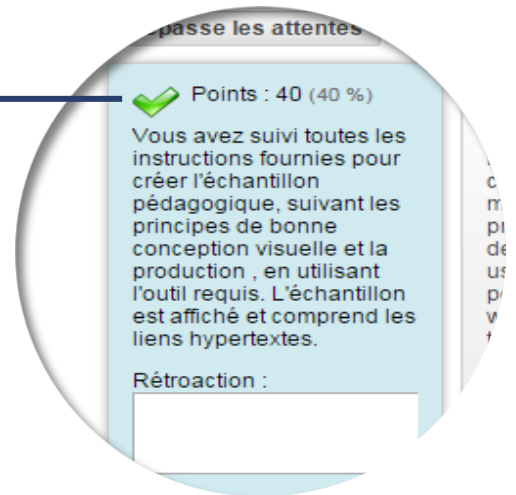 passe les attentes
Points : 40 (40 %)
Vous avez suivi toutes les
instructions fournies pour
créer l'échantillon
pédagogique, suivant les
principes de bonne
conception visuelle et la
production , en utilisant
l'outil requis. L'échantillon
est affiché et comprend les
liens hypertextes.
Rétroaction :